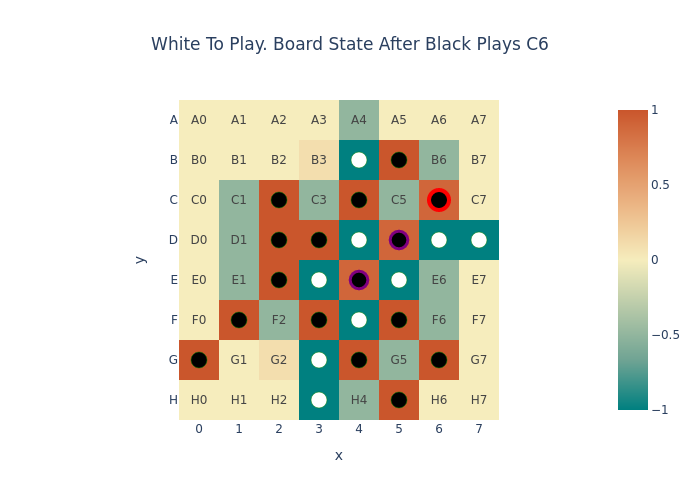 White To Play. Board State After Black Plays C6
A A0 A1 A2 A3 A4 A5 A6 A7
B B0 B1 B2 B3 B6 B7
C C0 C1 C3 C5 C7
D D0 D1
E E0 E1 E6 E7
F F0 F2 F6 F7
G G1 G2 G5 G7
H H0 H1 H2 H4 H6 H7
0 1 2 3 4 5 6 7
x
y
1
0.5
0
−0.5
−1